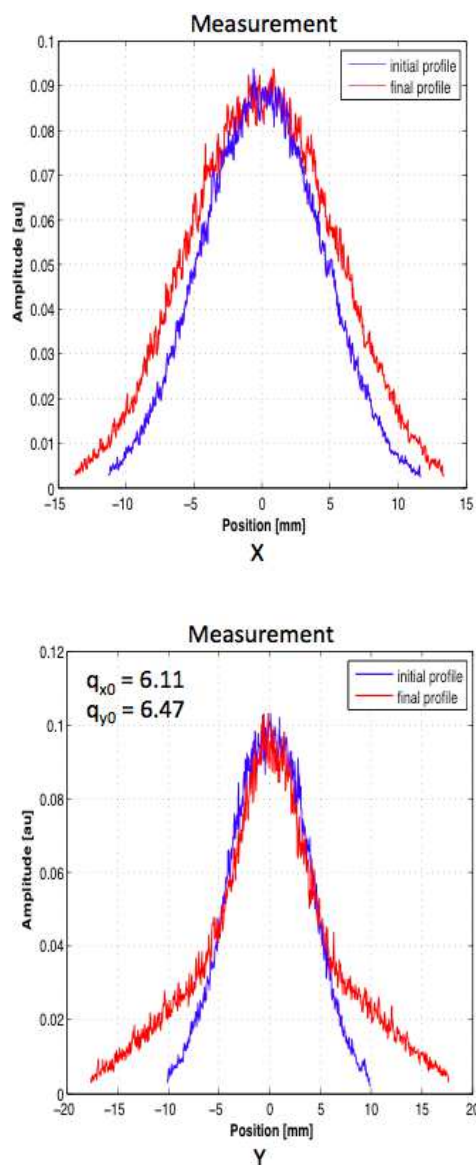 Measurement
0.1
0.09
0.08
0.07
0.06
0.05
0.04
0.03
0.02
0.01
0
Amplitude [au]
initial profile
final profile
−15 −10 −5 0 5 10 15
Position [mm]
X
Measurement
0.12
0.1
0.08
0.06
0.04
0.02
0
Amplitude [au]
qx0 = 6.11
qy0 = 6.47
initial profile
final profile
−20 −15 −10 −5 0 5 10 15 20
Position [mm]
Y